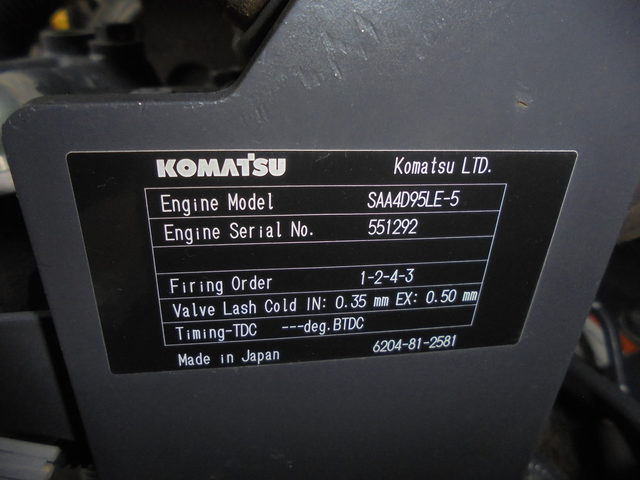 KOMATSU Komatsu LTD.
Engine Model SAA4D95LE-5
Engine Serial No. 551292
Firing Order 1-2-4-3
Valve Lash Cold IN: 0.35 mm EX: 0.50 mm
Timing-TDC ---deg.BTDC
Made in Japan 6204-81-2581